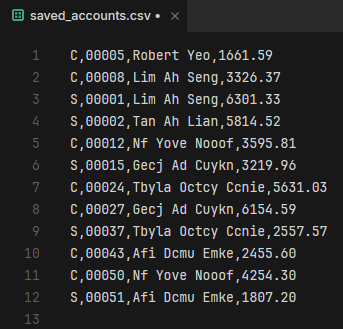 saved_accounts.csv •
1 C,00005,Robert Yeo,1661.59
2 C,00008,Lim Ah Seng,3326.37
3 S,00001,Lim Ah Seng,6301.33
4 S,00002,Tan Ah Lian,5814.52
5 C,00012,Nf Yove Nooof,3595.81
6 S,00015,Gecj Ad Cuykn,3219.96
7 C,00024,Tbyla Octcy Ccnie,5631.03
8 C,00027,Gecj Ad Cuykn,6154.59
9 S,00037,Tbyla Octcy Ccnie,2557.57
10 C,00043,Afi Dcmu Emke,2455.60
11 C,00050,Nf Yove Nooof,4254.30
12 S,00051,Afi Dcmu Emke,1807.20
13